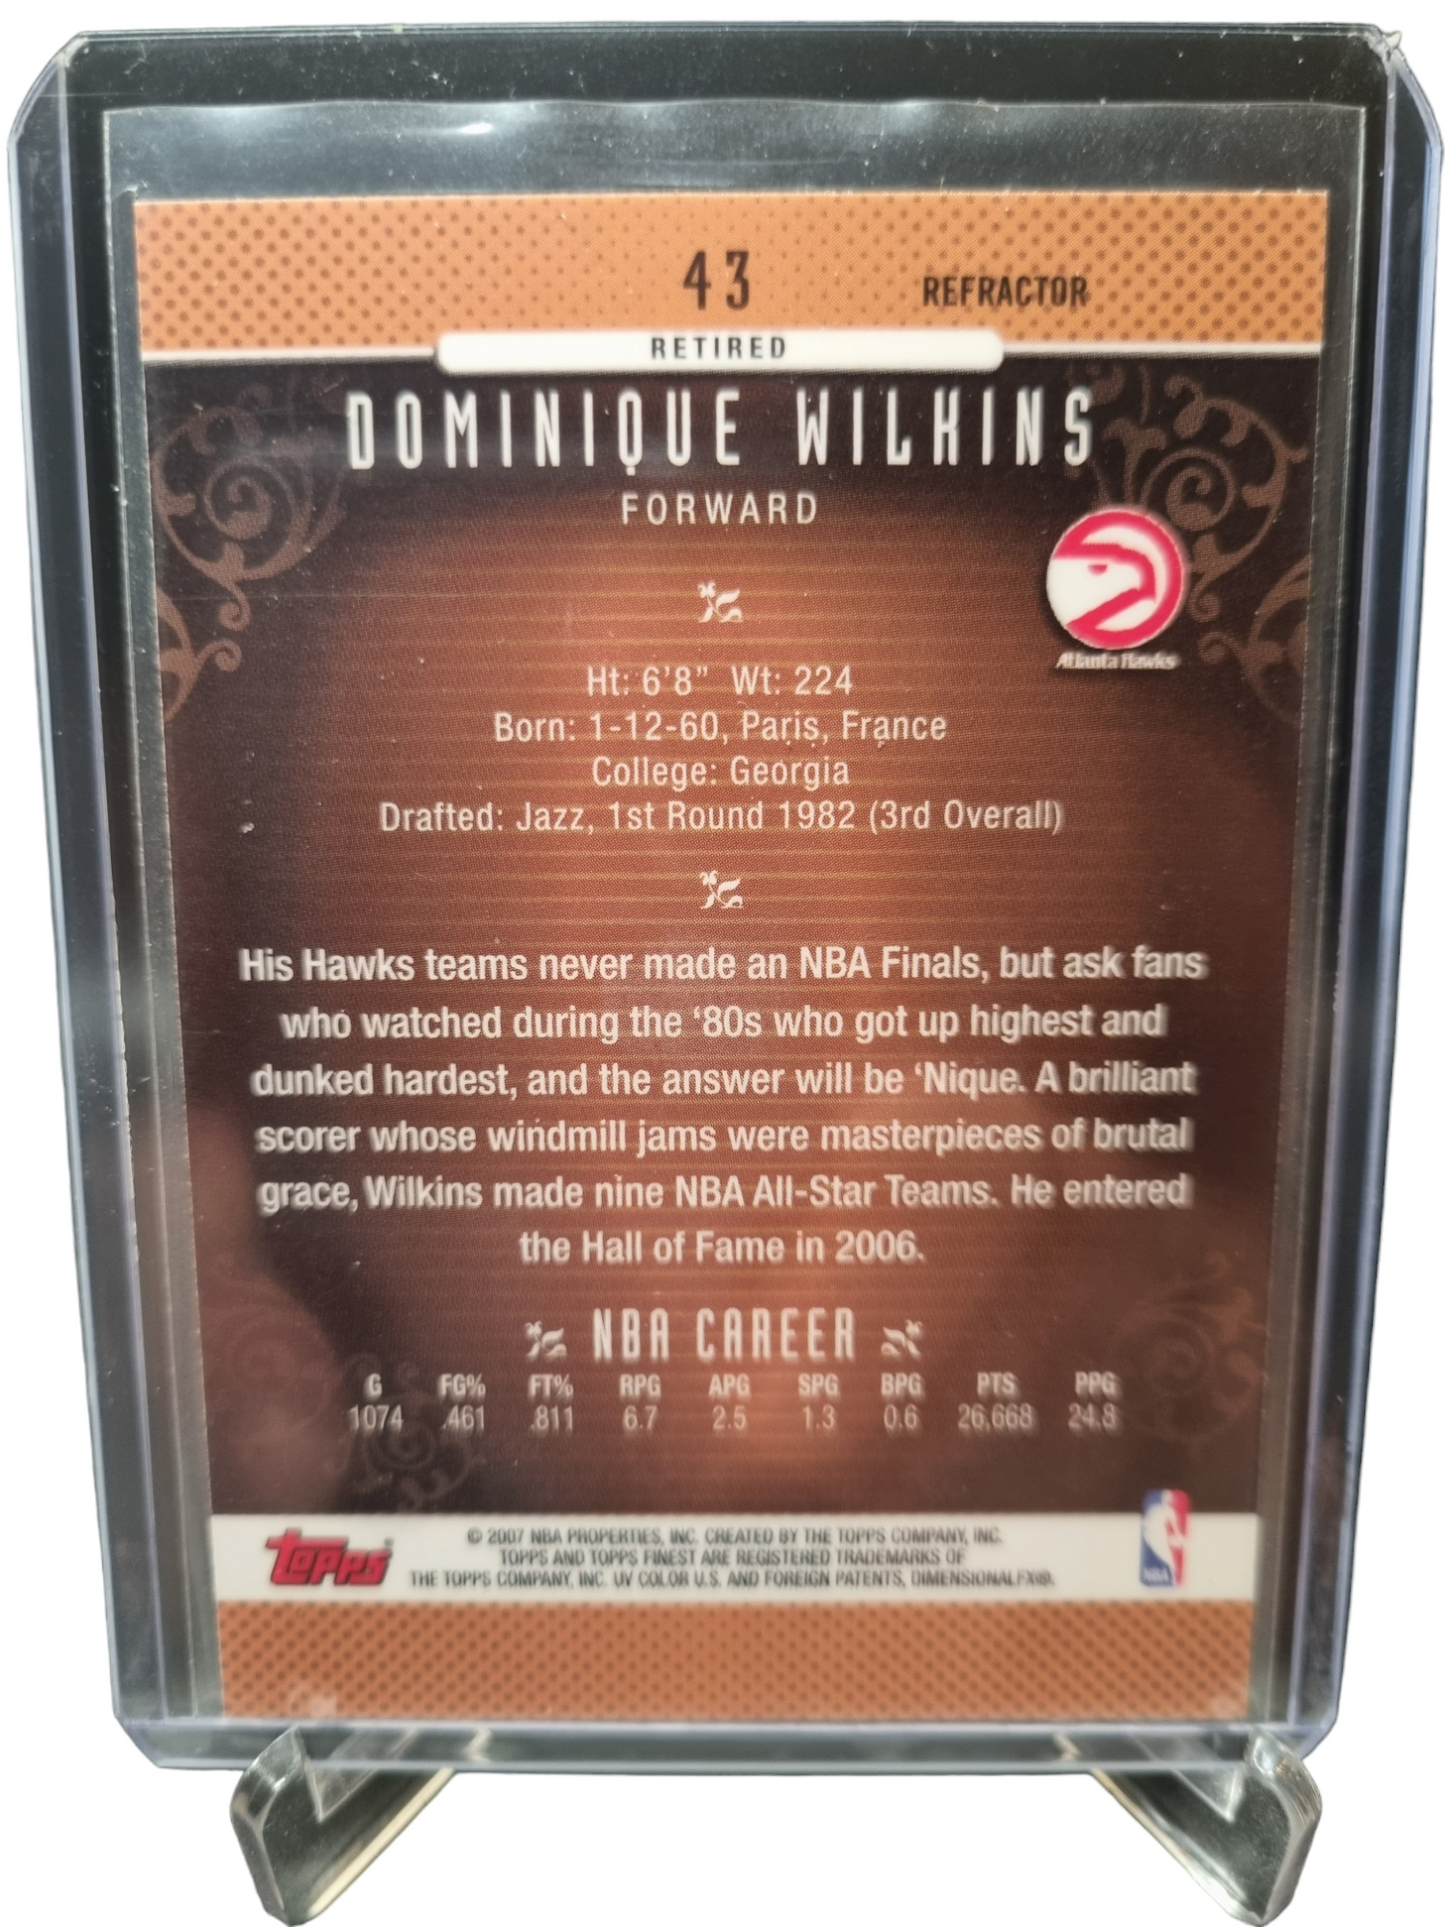 43
REFRACTOR
RETIRED
DOMINIQUE WILKINS
FORWARD
Atlanta Hawks
Ht: 6'8" Wt: 224
Born: 1-12-60, Paris, France
College: Georgia
Drafted: Jazz, 1st Round 1982 (3rd Overall)
His Hawks teams never made an NBA Finals, but ask fans
who watched during the ‘80s who got up highest and
dunked hardest, and the answer will be ‘Nique. A brilliant
scorer whose windmill jams were masterpieces of brutal
grace, Wilkins made nine NBA All-Star Teams. He entered
the Hall of Fame in 2006.
NBA CAREER
G FG% FT% RPG APG SPG BPG PTS PPG
1074 .461 .811 6.7 2.5 1.3 0.6 26,668 24.8
topps®
© 2007 NBA PROPERTIES, INC. CREATED BY THE TOPPS COMPANY, INC.
TOPPS AND TOPPS FINEST ARE REGISTERED TRADEMARKS OF
THE TOPPS COMPANY, INC. UV COLOR U.S. AND FOREIGN PATENTS, DIMENSIONALFX®.
NBA